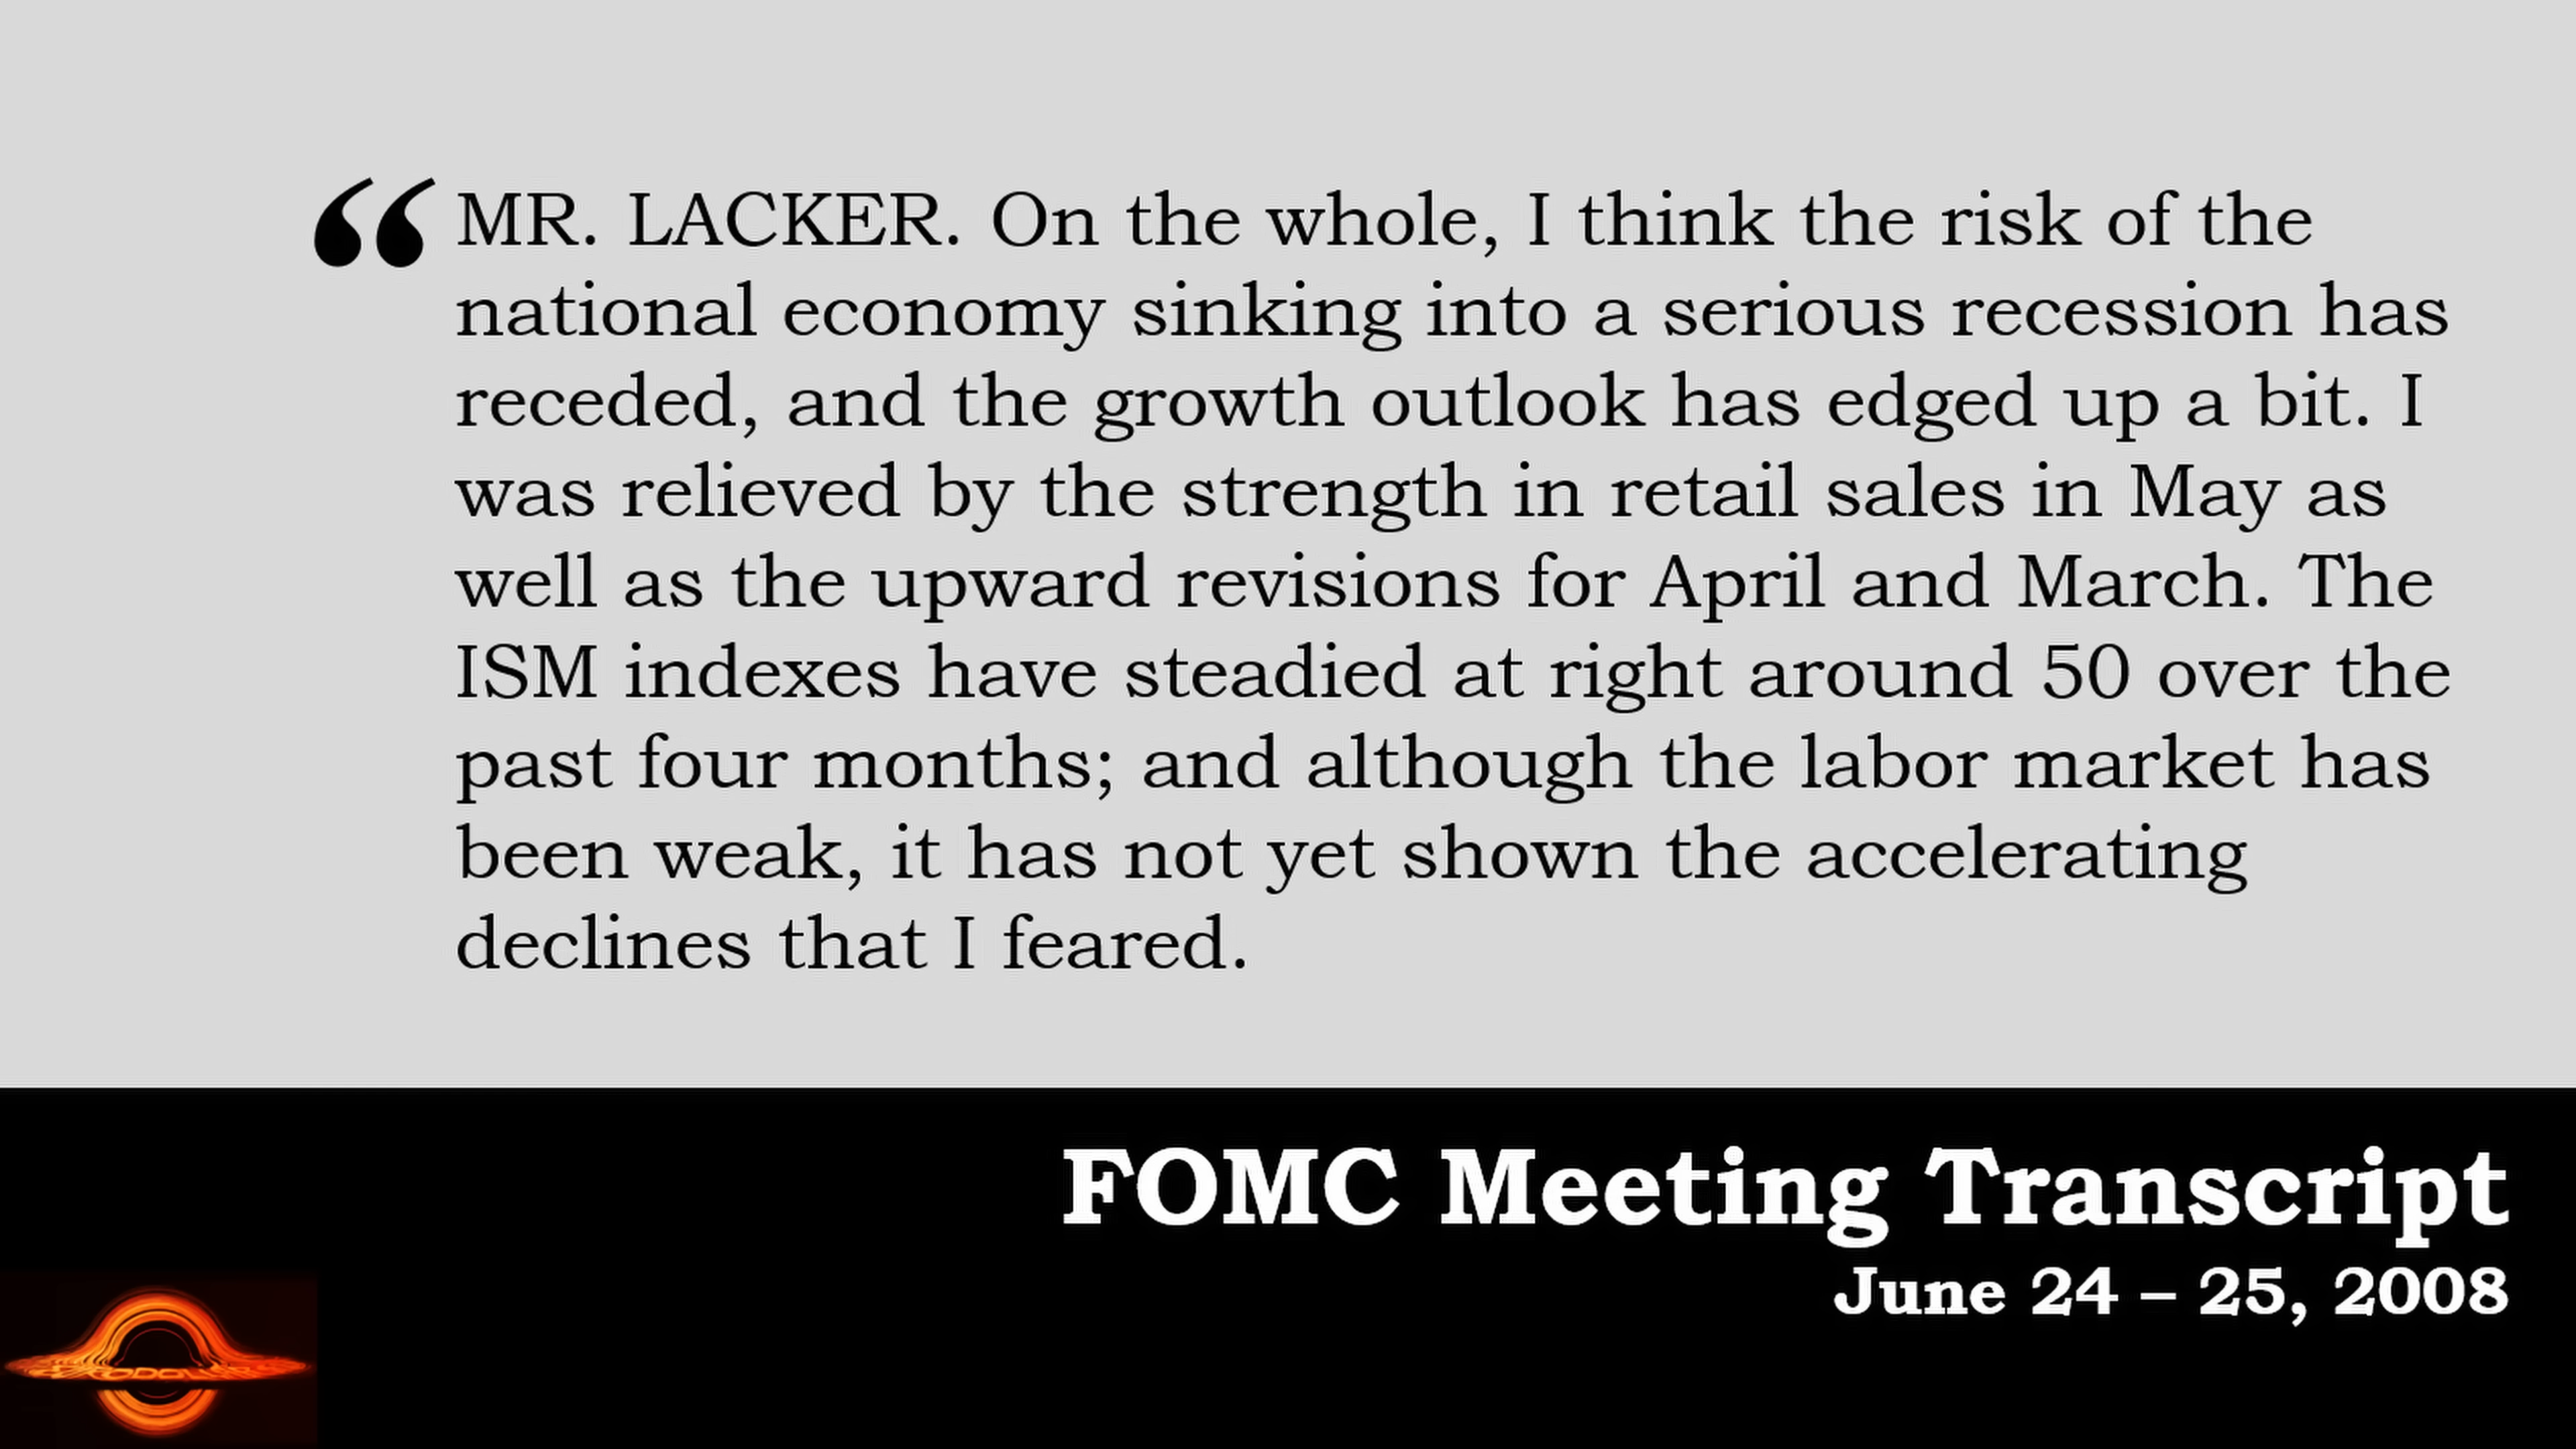 “MR. LACKER. On the whole, I think the risk of the
national economy sinking into a serious recession has
receded, and the growth outlook has edged up a bit. I
was relieved by the strength in retail sales in May as
well as the upward revisions for April and March. The
ISM indexes have steadied at right around 50 over the
past four months; and although the labor market has
been weak, it has not yet shown the accelerating
declines that I feared.
FOMC Meeting Transcript
June 24 – 25, 2008